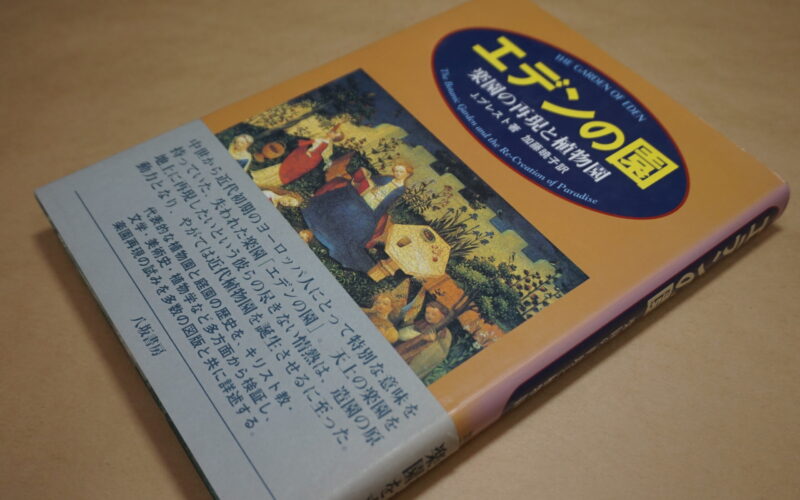 THE GARDEN OF EDEN
エデンの園
楽園の再現と植物園
J.プレスト著 加藤暁子訳
The Botanic Garden and the Re-Creation of Paradise
中世から近代初期のヨーロッパ人にとって特別な意味を
持っていた、失われた楽園「エデンの園」。天上の楽園を
地上に再現したいという彼らの尽きない情熱は、造園の原
動力となり、やがては近代植物園を誕生させるに至った。
代表的な植物園と庭園の歴史を、キリスト教・
文学・美術史・植物学など多方面から検証し、
楽園再現の試みを多数の図版と共に詳述する。
八坂書房
エデンの園
楽園を